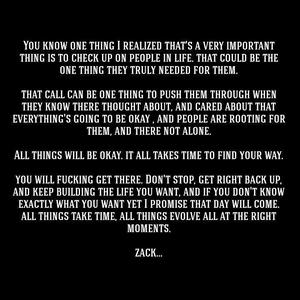 You know one thing I realized that's a very important
thing is to check up on people in life. that could be the
one thing they truly needed for them.
That call can be one thing to push them through when
they know there thought about, and cared about that
everything's going to be okay , and people are rooting for
them, and there not alone.
All things will be okay. it all takes time to find your way.
you will fucking get there. Don't stop, get right back up,
and keep building the life you want, and if you don't know
exactly what you want yet I promise that day will come.
all things take time, all things evolve all at the right
moments.
zack...